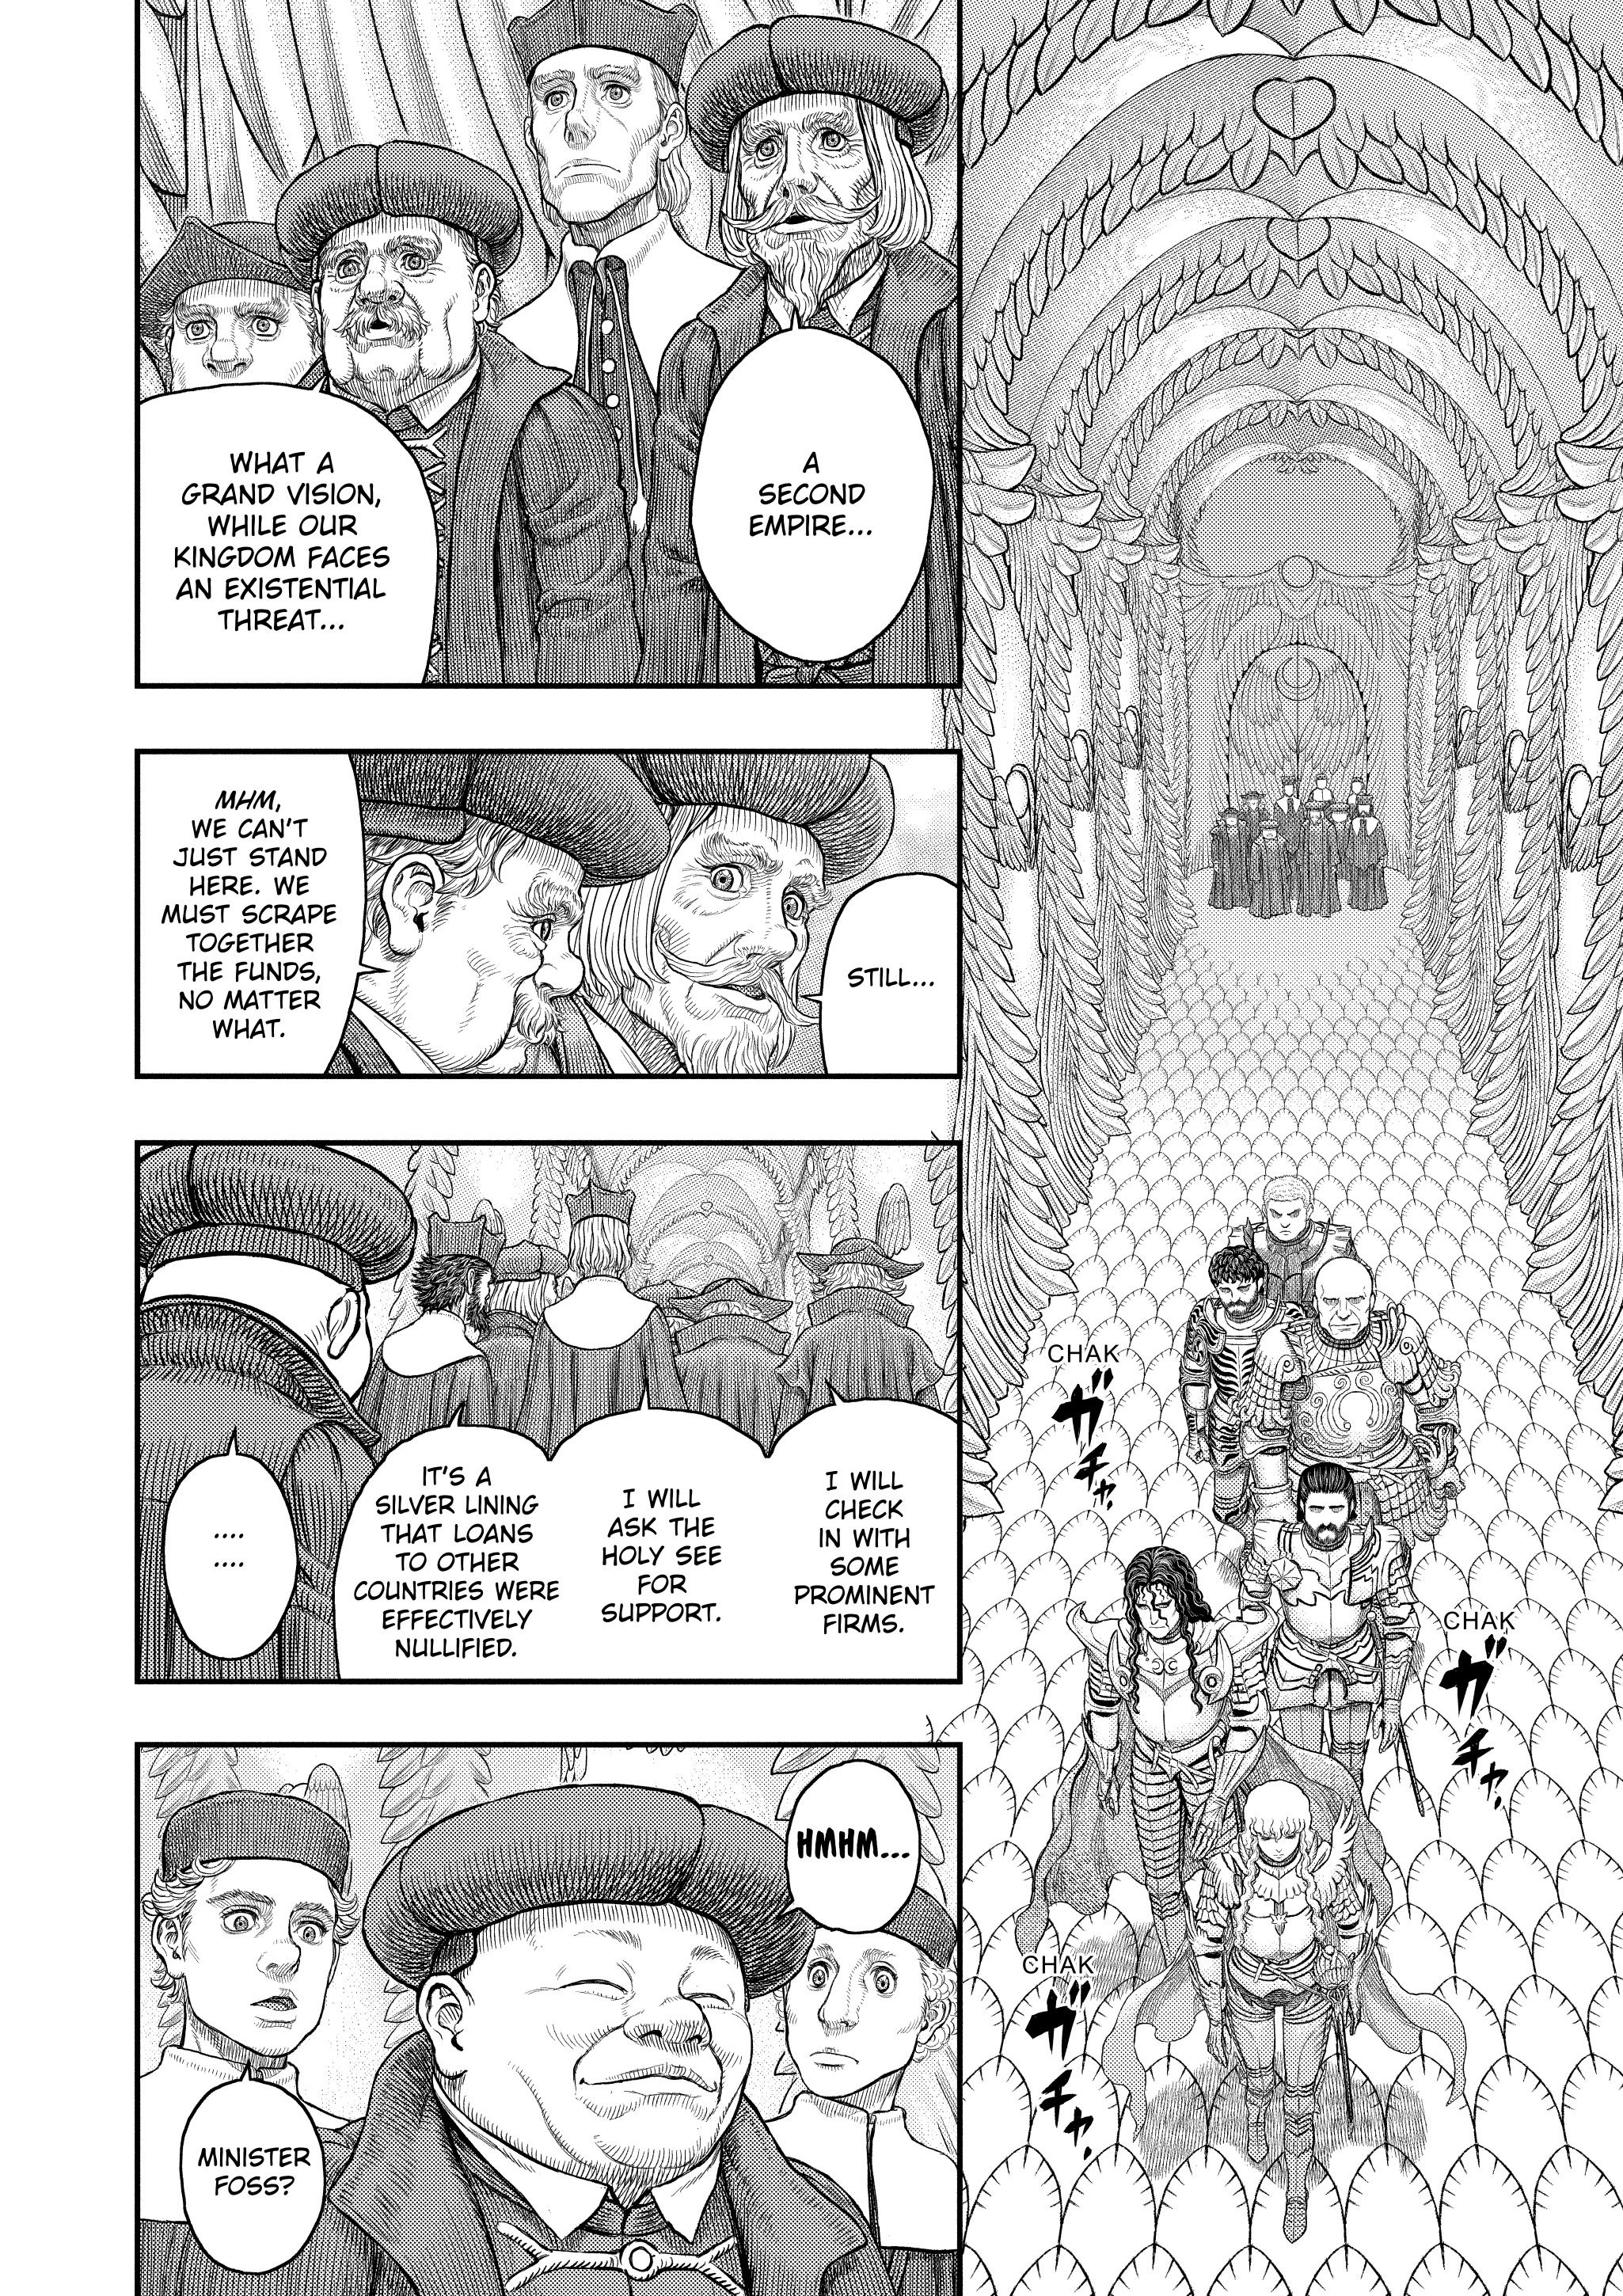 CHAK
ガ
チャ
CHAK
ガ
チャ
CHAK
ガ
チャ
A
SECOND
EMPIRE...
WHAT A
GRAND VISION,
WHILE OUR
KINGDOM FACES
AN EXISTENTIAL
THREAT...
STILL...
MHM,
WE CAN'T
JUST STAND
HERE. WE
MUST SCRAPE
TOGETHER
THE FUNDS,
NO MATTER
WHAT.
I WILL
CHECK
IN WITH
SOME
PROMINENT
FIRMS.
I WILL
ASK THE
HOLY SEE
FOR
SUPPORT.
IT'S A
SILVER LINING
THAT LOANS
TO OTHER
COUNTRIES WERE
EFFECTIVELY
NULLIFIED.
....
....
HMHM...
MINISTER
FOSS?